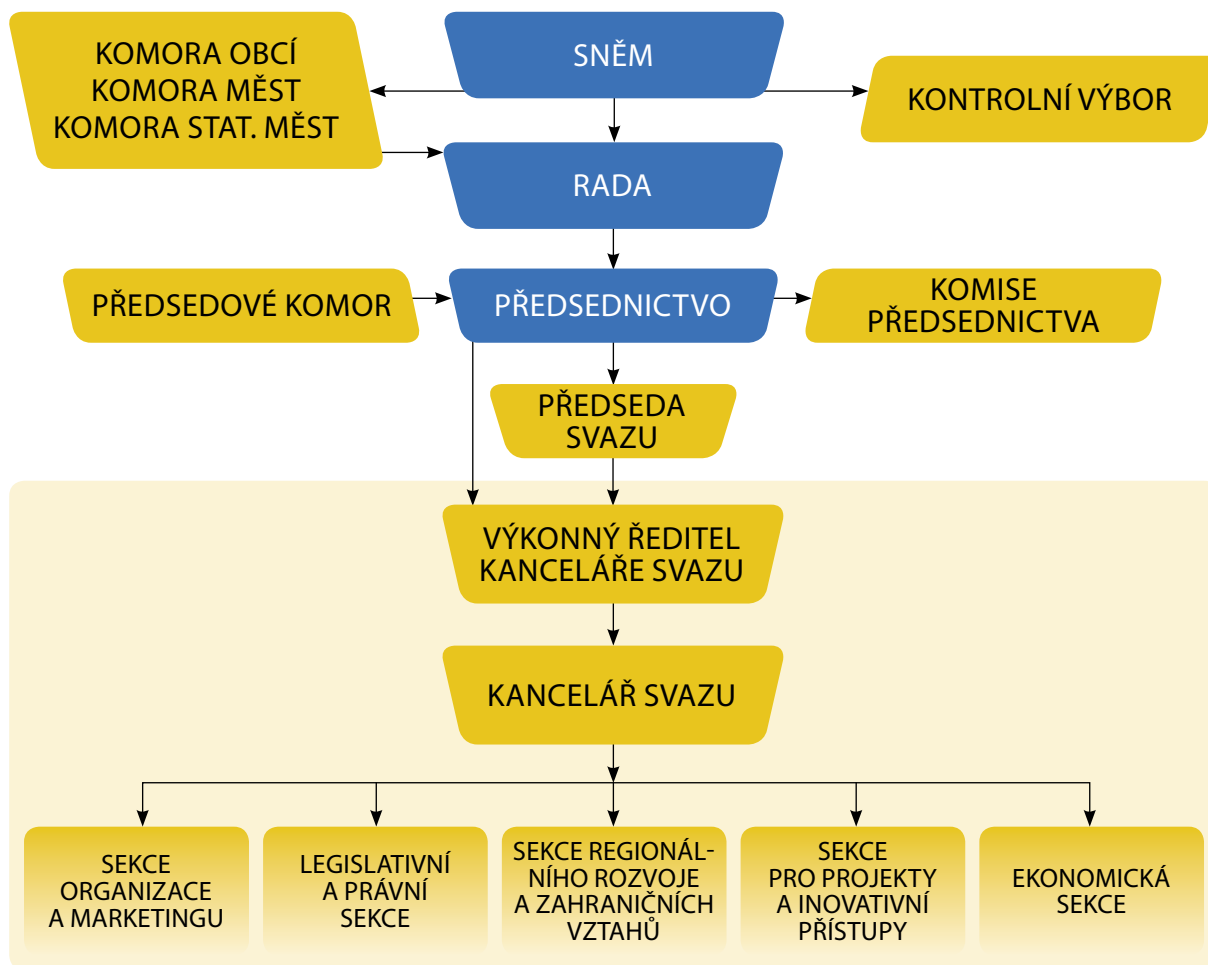 KOMORA OBCÍ
KOMORA MĚST
KOMORA STAT. MĚST
SNĚM
KONTROLNÍ VÝBOR
RADA
PŘEDSEDOVÉ KOMOR
PŘEDSEDNICTVO
KOMISE
PŘEDSEDNICTVA
PŘEDSEDA
SVAZU
VÝKONNÝ ŘEDITEL
KANCELÁŘE SVAZU
KANCELÁŘ SVAZU
SEKCE
ORGANIZACE
A MARKETINGU
LEGISLATIVNÍ
A PRÁVNÍ
SEKCE
SEKCE REGIONÁL-
NÍHO ROZVOJE
A ZAHRANIČNÍCH
VZTAHŮ
SEKCE
PRO PROJEKTY
A INOVATIVNÍ
PŘÍSTUPY
EKONOMICKÁ
SEKCE